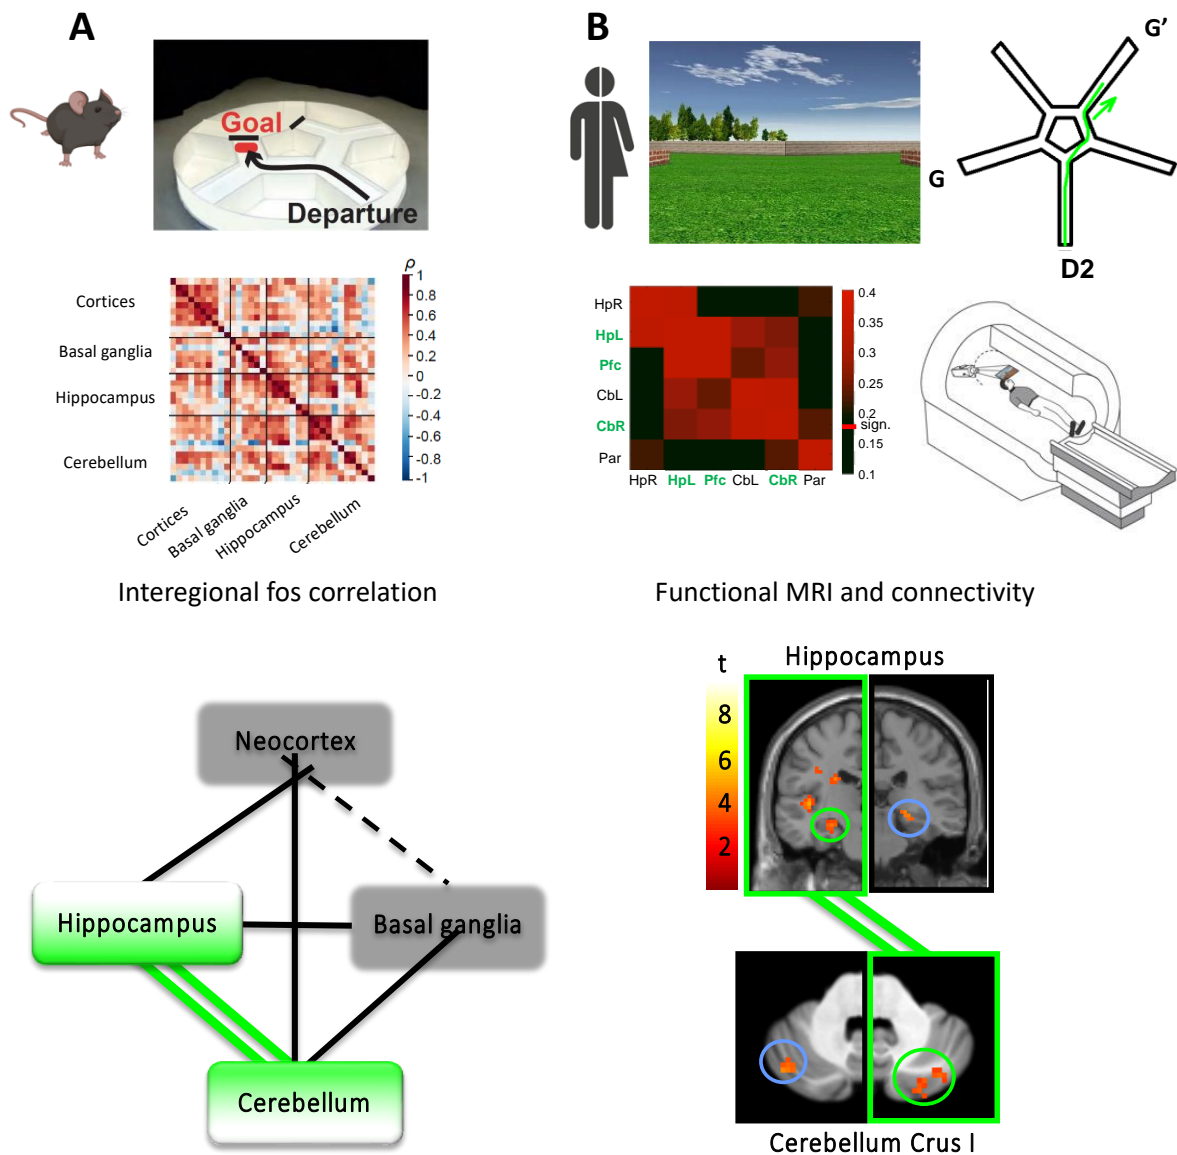 A
Goal
Departure
B
G'
G
D2
ρ
1
0.8
0.6
0.4
0.2
0
-0.2
-0.4
-0.6
-0.8
-1
Cortices
Basal ganglia
Hippocampus
Cerebellum
Cortices
Basal ganglia
Hippocampus
Cerebellum
Interegional fos correlation
HpR
HpL
Pfc
CbL
CbR
Par
HpR HpL Pfc CbL CbR Par
0.4
0.35
0.3
0.25
0.2
sign.
0.15
0.1
Functional MRI and connectivity
Neocortex
Hippocampus
Basal ganglia
Cerebellum
t
8
6
4
2
Hippocampus
Cerebellum Crus I